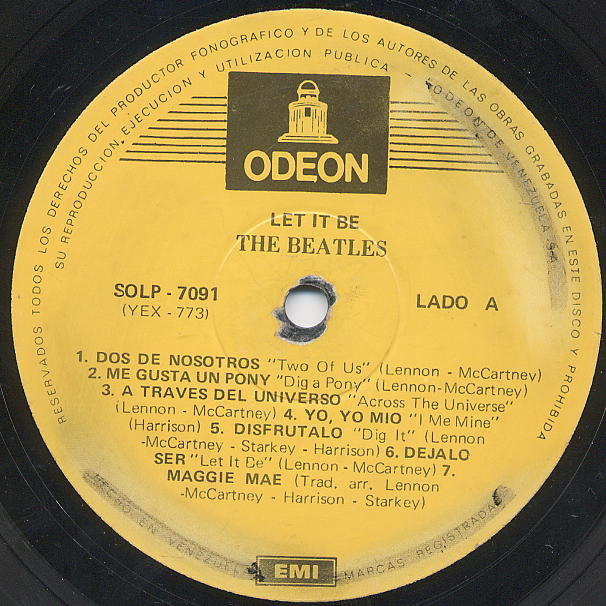 RESERVADOS TODOS LOS DERECHOS DEL PRODUCTOR FONOGRAFICO Y DE LOS AUTORES DE LAS OBRAS GRABADAS EN ESTE DISCO Y PROHIBIDA
SU REPRODUCCION, EJECUCION Y UTILIZACION PUBLICA - ODEON DE VENEZUELA S.A.
ODEON
LET IT BE
THE BEATLES
SOLP - 7091
(YEX - 773)
LADO A
1. DOS DE NOSOTROS "Two Of Us" (Lennon - McCartney)
2. ME GUSTA UN PONY "Dig a Pony" (Lennon-McCartney)
3. A TRAVES DEL UNIVERSO "Across The Universe"
(Lennon - McCartney) 4. YO, YO MIO "I Me Mine"
(Harrison) 5. DISFRUTALO "Dig It" (Lennon
-McCartney - Starkey - Harrison) 6. DEJALO
SER "Let It Be" (Lennon - McCartney) 7.
MAGGIE MAE (Trad. arr. Lennon
-McCartney - Harrison - Starkey)
HECHO EN VENEZUELA
EMI
MARCAS REGISTRADAS